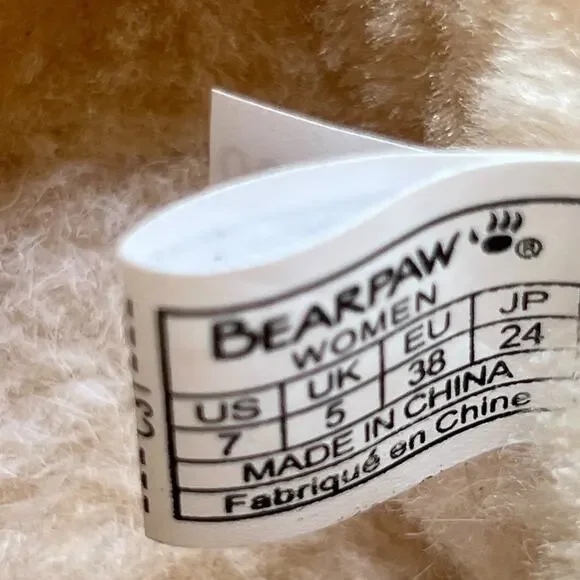 BEARPAW ®
WOMEN
US UK EU JP
7 5 38 24
MADE IN CHINA
Fabriqué en Chine